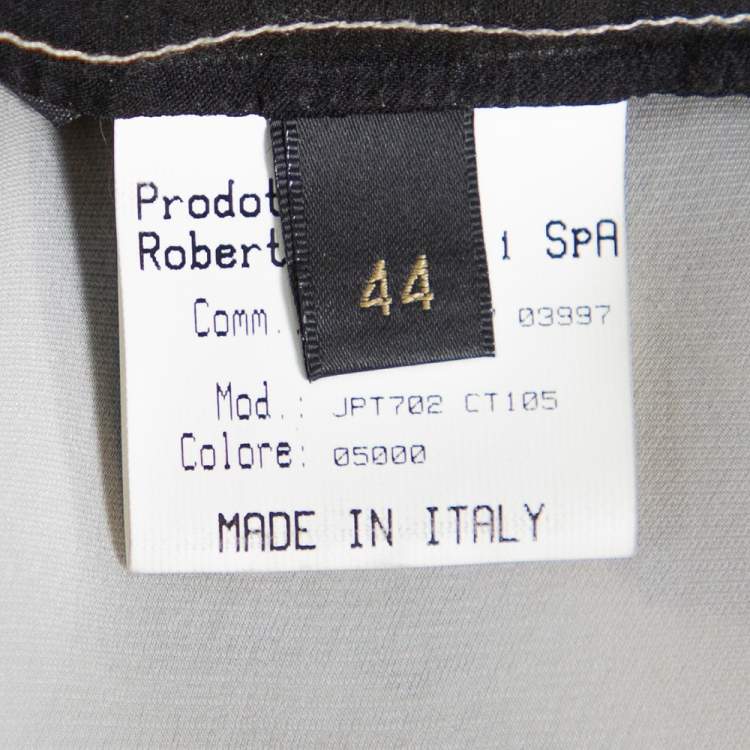 Prodot
Robert i SpA
44
Comm. 03997
Mod.: JPT702 CT105
Colore: 05000
MADE IN ITALY